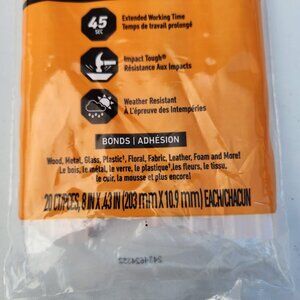 45
SEC
Extended Working Time
Temps de travail prolongé
Impact Tough®
Résistance Aux Impacts
Weather Resistant
À L'épreuve des Intempéries
BONDS | ADHÉSION
Wood, Metal, Glass, Plastic¹, Floral, Fabric, Leather, Foam and More!
Le bois, le métal, le verre, le plastique¹, les fleurs, le tissu,
le cuir, la mousse et plus encore!
20 CT/PCES, 8 IN X .43 IN (203 mm X 10.9 mm) EACH/CHACUN